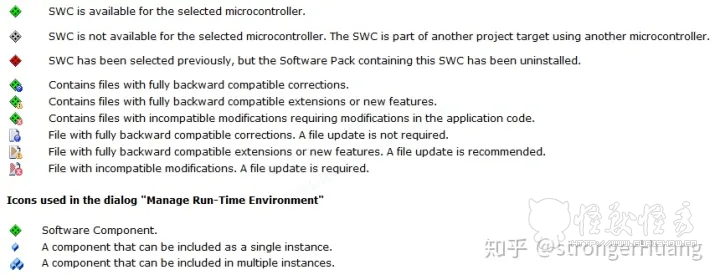 SWC is available for the selected microcontroller.
SWC is not available for the selected microcontroller. The SWC is part of another project target using another microcontroller.
SWC has been selected previously, but the Software Pack containing this SWC has been uninstalled.
Contains files with fully backward compatible corrections.
Contains files with fully backward compatible extensions or new features.
Contains files with incompatible modifications requiring modifications in the application code.
File with fully backward compatible corrections. A file update is not required.
File with fully backward compatible extensions or new features. A file update is recommended.
File with incompatible modifications. A file update is required.
Icons used in the dialog "Manage Run-Time Environment"
Software Component.
A component that can be included as a single instance.
A component that can be included in multiple instances.
知乎 @strongerHuang